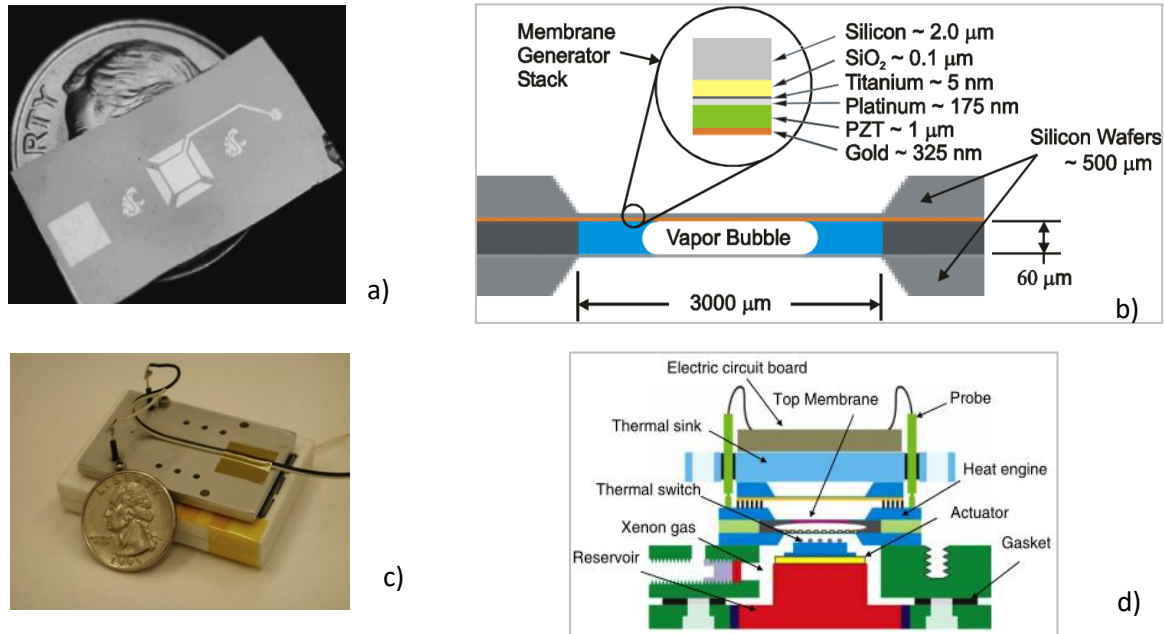 RTY
a)
Membrane
Generator
Stack
Silicon ~ 2.0 μm
SiO₂ ~ 0.1 μm
Titanium ~ 5 nm
Platinum ~ 175 nm
PZT ~ 1 μm
Gold ~ 325 nm
Silicon Wafers
~ 500 μm
Vapor Bubble
60 μm
3000 μm
b)
c)
Electric circuit board
Top Membrane
Probe
Thermal sink
Heat engine
Thermal switch
Actuator
Xenon gas
Gasket
Reservoir
d)